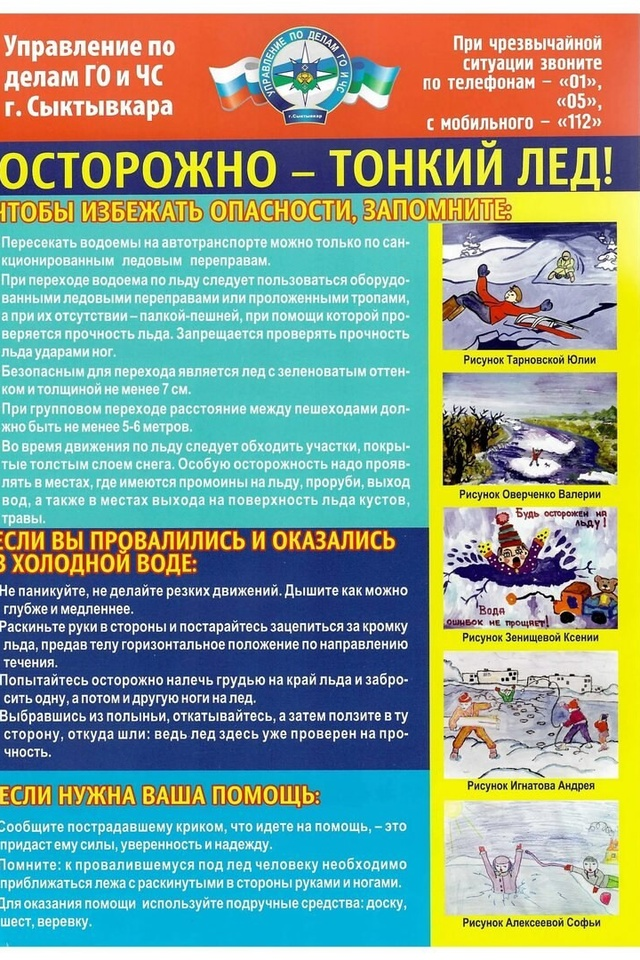 Управление по
делам ГО и ЧС
г. Сыктывкара
УПРАВЛЕНИЕ ПО ДЕЛАМ ГО И ЧС
г. Сыктывкар
При чрезвычайной
ситуации звоните
по телефонам – «01»,
«05»,
с мобильного – «112»
ОСТОРОЖНО – ТОНКИЙ ЛЕД!
ЧТОБЫ ИЗБЕЖАТЬ ОПАСНОСТИ, ЗАПОМНИТЕ:
Пересекать водоемы на автотранспорте можно только по сан-
кционированным ледовым переправам.
При переходе водоема по льду следует пользоваться оборудо-
ванными ледовыми переправами или проложенными тропами,
а при их отсутствии – палкой-пешней, при помощи которой про-
веряется прочность льда. Запрещается проверять прочность
льда ударами ног.
Безопасным для перехода является лед с зеленоватым оттен-
ком и толщиной не менее 7 см.
При групповом переходе расстояние между пешеходами дол-
жно быть не менее 5-6 метров.
Во время движения по льду следует обходить участки, покры-
тые толстым слоем снега. Особую осторожность надо прояв-
лять в местах, где имеются промоины на льду, проруби, выход
вод, а также в местах выхода на поверхность льда кустов,
травы.
ЕСЛИ ВЫ ПРОВАЛИЛИСЬ И ОКАЗАЛИСЬ
В ХОЛОДНОЙ ВОДЕ:
Не паникуйте, не делайте резких движений. Дышите как можно
глубже и медленнее.
Раскиньте руки в стороны и постарайтесь зацепиться за кромку
льда, предав телу горизонтальное положение по направлению
течения.
Попытайтесь осторожно налечь грудью на край льда и забро-
сить одну, а потом и другую ноги на лед.
Выбравшись из полыньи, откатывайтесь, а затем ползите в ту
сторону, откуда шли: ведь лед здесь уже проверен на про-
чность.
ЕСЛИ НУЖНА ВАША ПОМОЩЬ:
Сообщите пострадавшему криком, что идете на помощь, – это
придаст ему силы, уверенность и надежду.
Помните: к провалившемуся под лед человеку необходимо
приближаться лежа с раскинутыми в стороны руками и ногами.
Для оказания помощи используйте подручные средства: доску,
шест, веревку.
Рисунок Тарновской Юлии
Рисунок Оверченко Валерии
Будь осторожен на
льду!
Вода
ошибок не прощяет!
Рисунок Зенищевой Ксении
Рисунок Игнатова Андрея
Рисунок Алексеевой Софьи